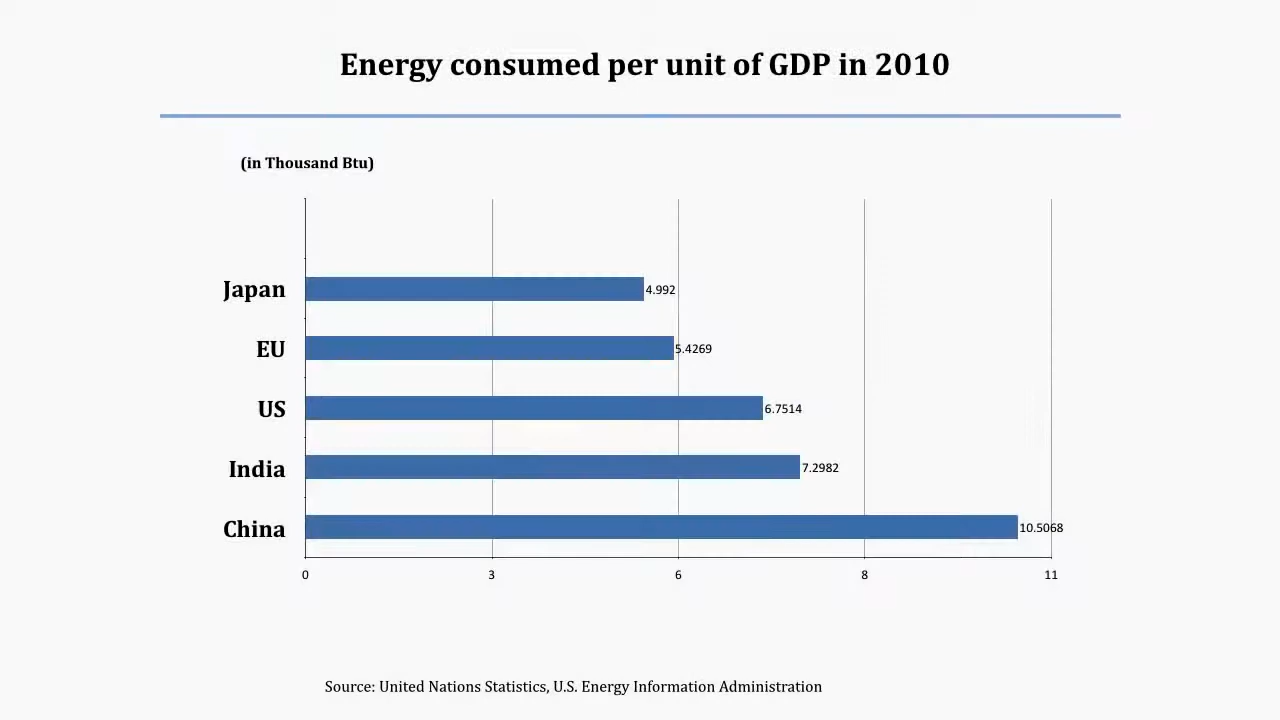 Energy consumed per unit of GDP in 2010
(in Thousand Btu)
Japan 4.992
EU 5.4269
US 6.7514
India 7.2982
China 10.5068
0 3 6 8 11
Source: United Nations Statistics, U.S. Energy Information Administration